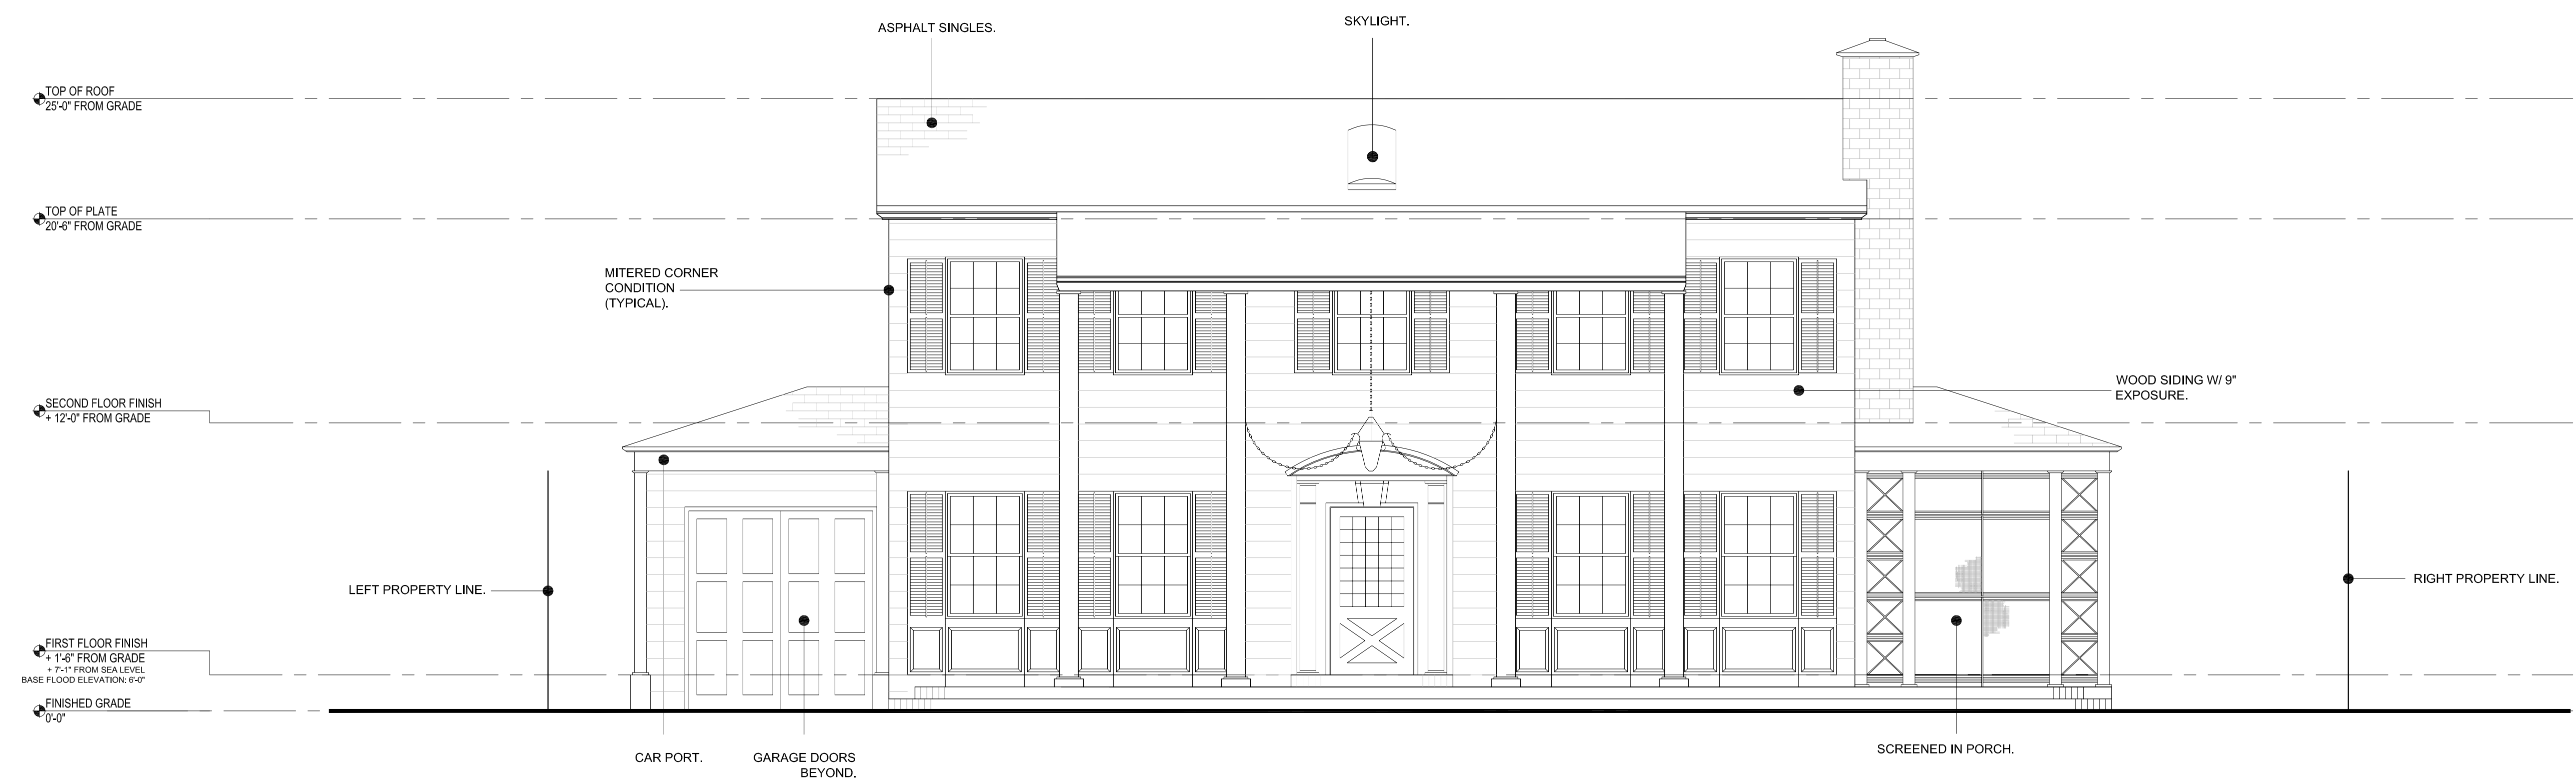 ASPHALT SINGLES.
SKYLIGHT.
TOP OF ROOF
25'-0" FROM GRADE
TOP OF PLATE
20'-6" FROM GRADE
MITERED CORNER
CONDITION
(TYPICAL).
WOOD SIDING W/ 9"
EXPOSURE.
SECOND FLOOR FINISH
+ 12'-0" FROM GRADE
LEFT PROPERTY LINE.
RIGHT PROPERTY LINE.
FIRST FLOOR FINISH
+ 1'-6" FROM GRADE
+ 7'-1" FROM SEA LEVEL
BASE FLOOD ELEVATION: 6'-0"
FINISHED GRADE
0'-0"
CAR PORT.
GARAGE DOORS
BEYOND.
SCREENED IN PORCH.